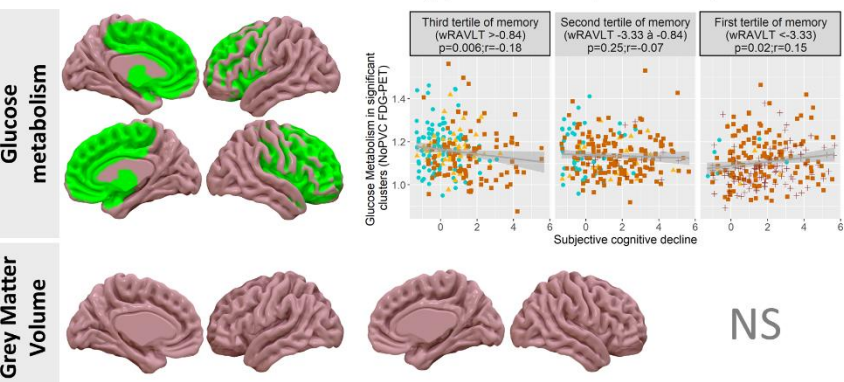 Glucose
metabolism
Third tertile of memory
(wRAVLT >-0.84)
p=0.006;r=-0.18
Second tertile of memory
(wRAVLT -3.33 à -0.84)
p=0.25;r=-0.07
First tertile of memory
(wRAVLT <-3.33)
p=0.02;r=0.15
Glucose Metabolism in significant
clusters (NoPVC FDG-PET)
1.4
1.2
1.0
0 2 4 6
0 2 4 6
0 2 4 6
Subjective cognitive decline
Grey Matter
Volume
NS